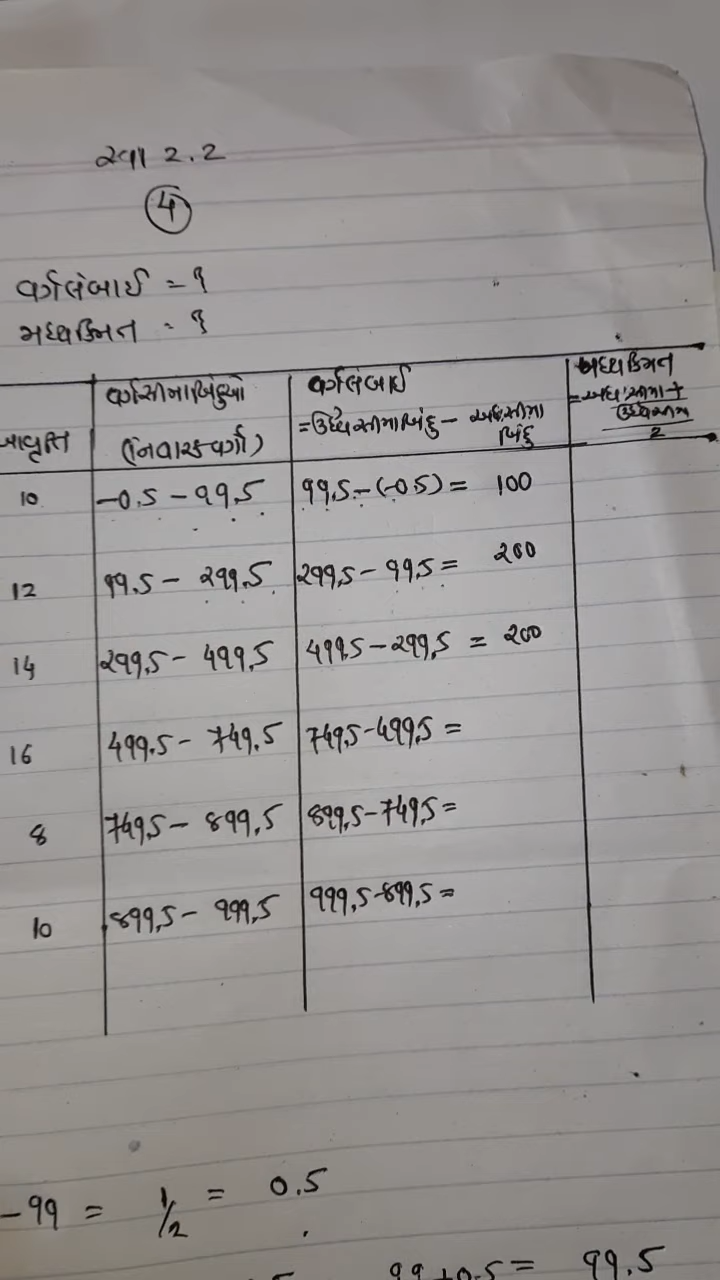 સ્વા 2.2
4
વર્ગલંબાઈ = ?
મધ્યકિંમત = ?
આવૃત્તિ
વર્ગસીમાબિંદુઓ (નિવારકવર્ગો)
વર્ગલંબાઈ = ઉર્ધ્વસીમાબિંદુ - અધઃસીમા બિંદુ
મધ્યકિંમત = અધઃસીમા + ઉર્ધ્વસીમા / 2
10 -0.5 - 99.5 99.5 - (-0.5) = 100
12 99.5 - 299.5 299.5 - 99.5 = 200
14 299.5 - 499.5 499.5 - 299.5 = 200
16 499.5 - 749.5 749.5 - 499.5 =
8 749.5 - 899.5 899.5 - 749.5 =
10 899.5 - 999.5 999.5 - 899.5 =
- 99 = 1/2 = 0.5
99 + 0.5 = 99.5